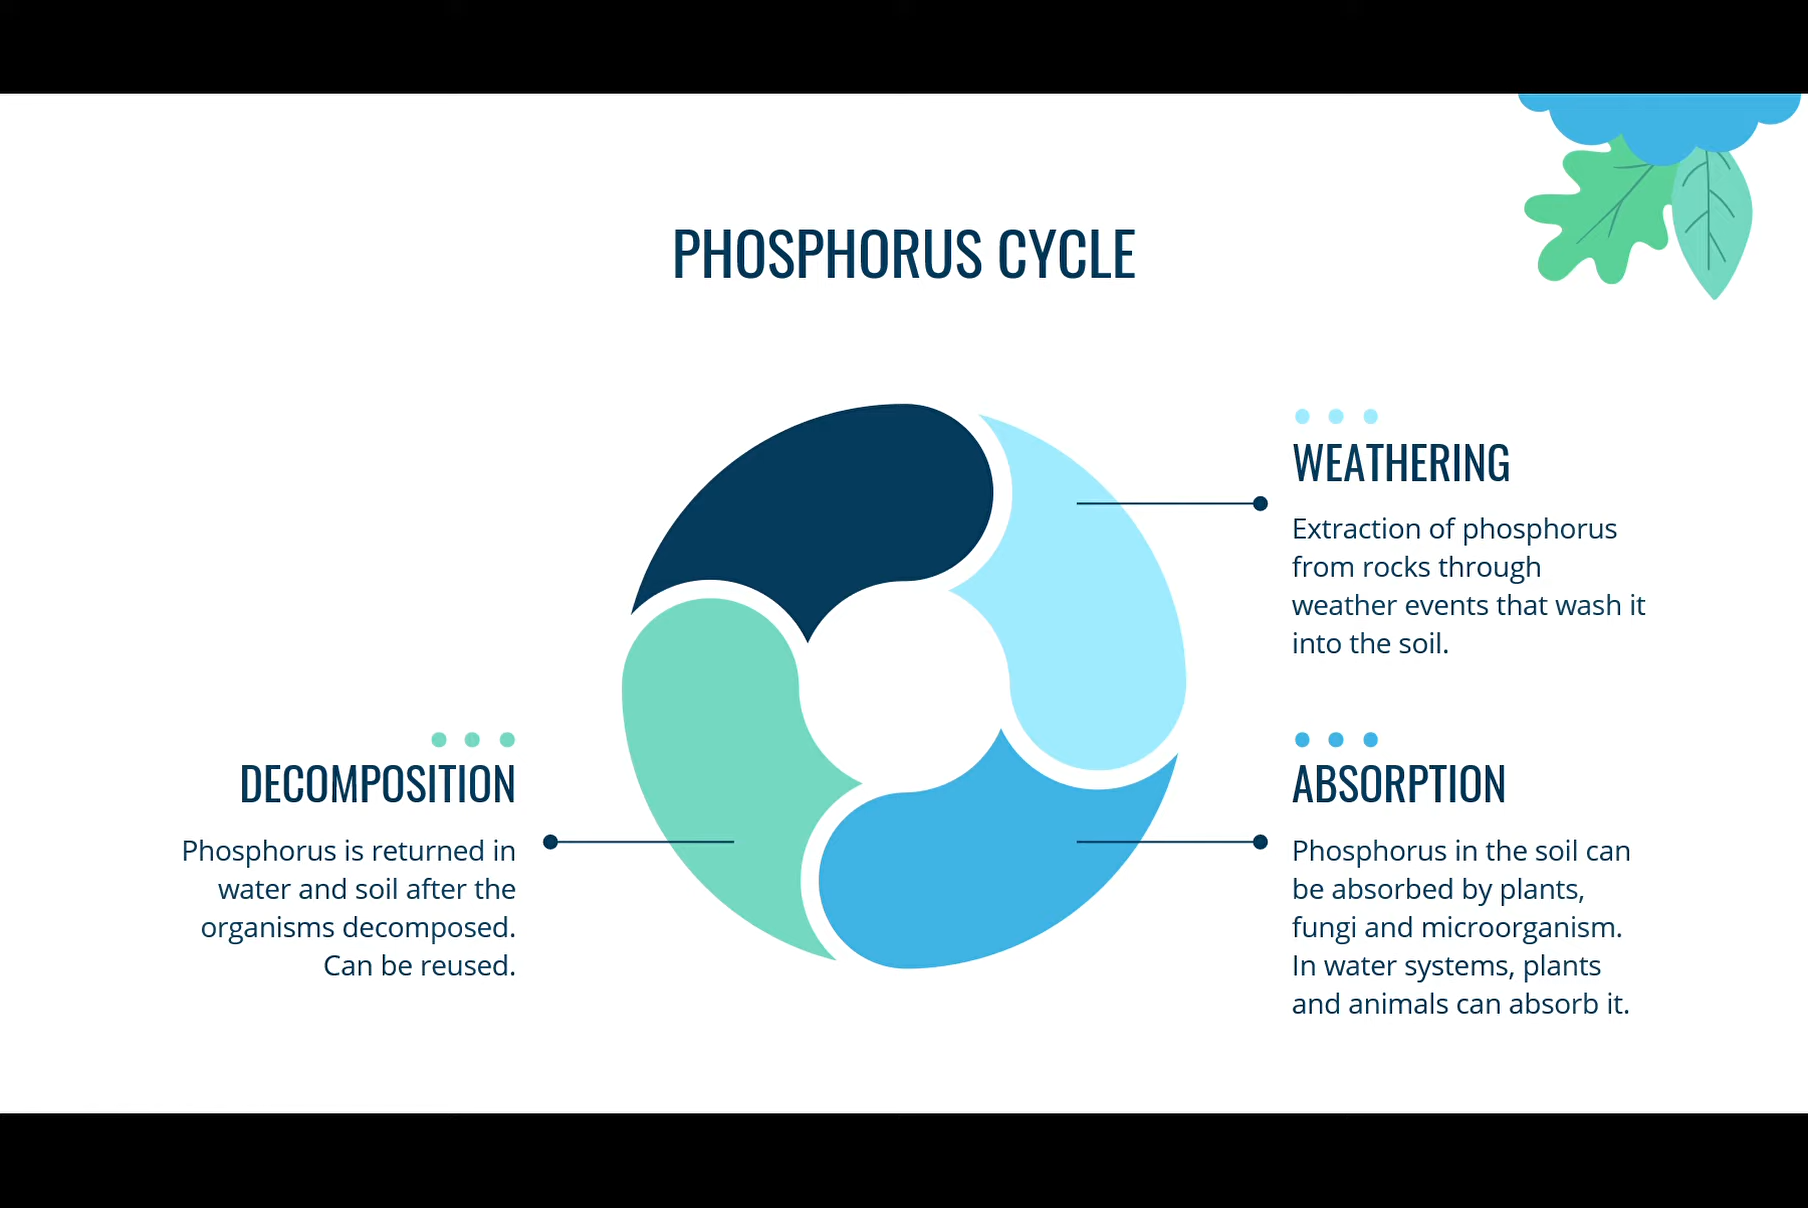 PHOSPHORUS CYCLE
WEATHERING
Extraction of phosphorus
from rocks through
weather events that wash it
into the soil.
DECOMPOSITION
Phosphorus is returned in
water and soil after the
organisms decomposed.
Can be reused.
ABSORPTION
Phosphorus in the soil can
be absorbed by plants,
fungi and microorganism.
In water systems, plants
and animals can absorb it.